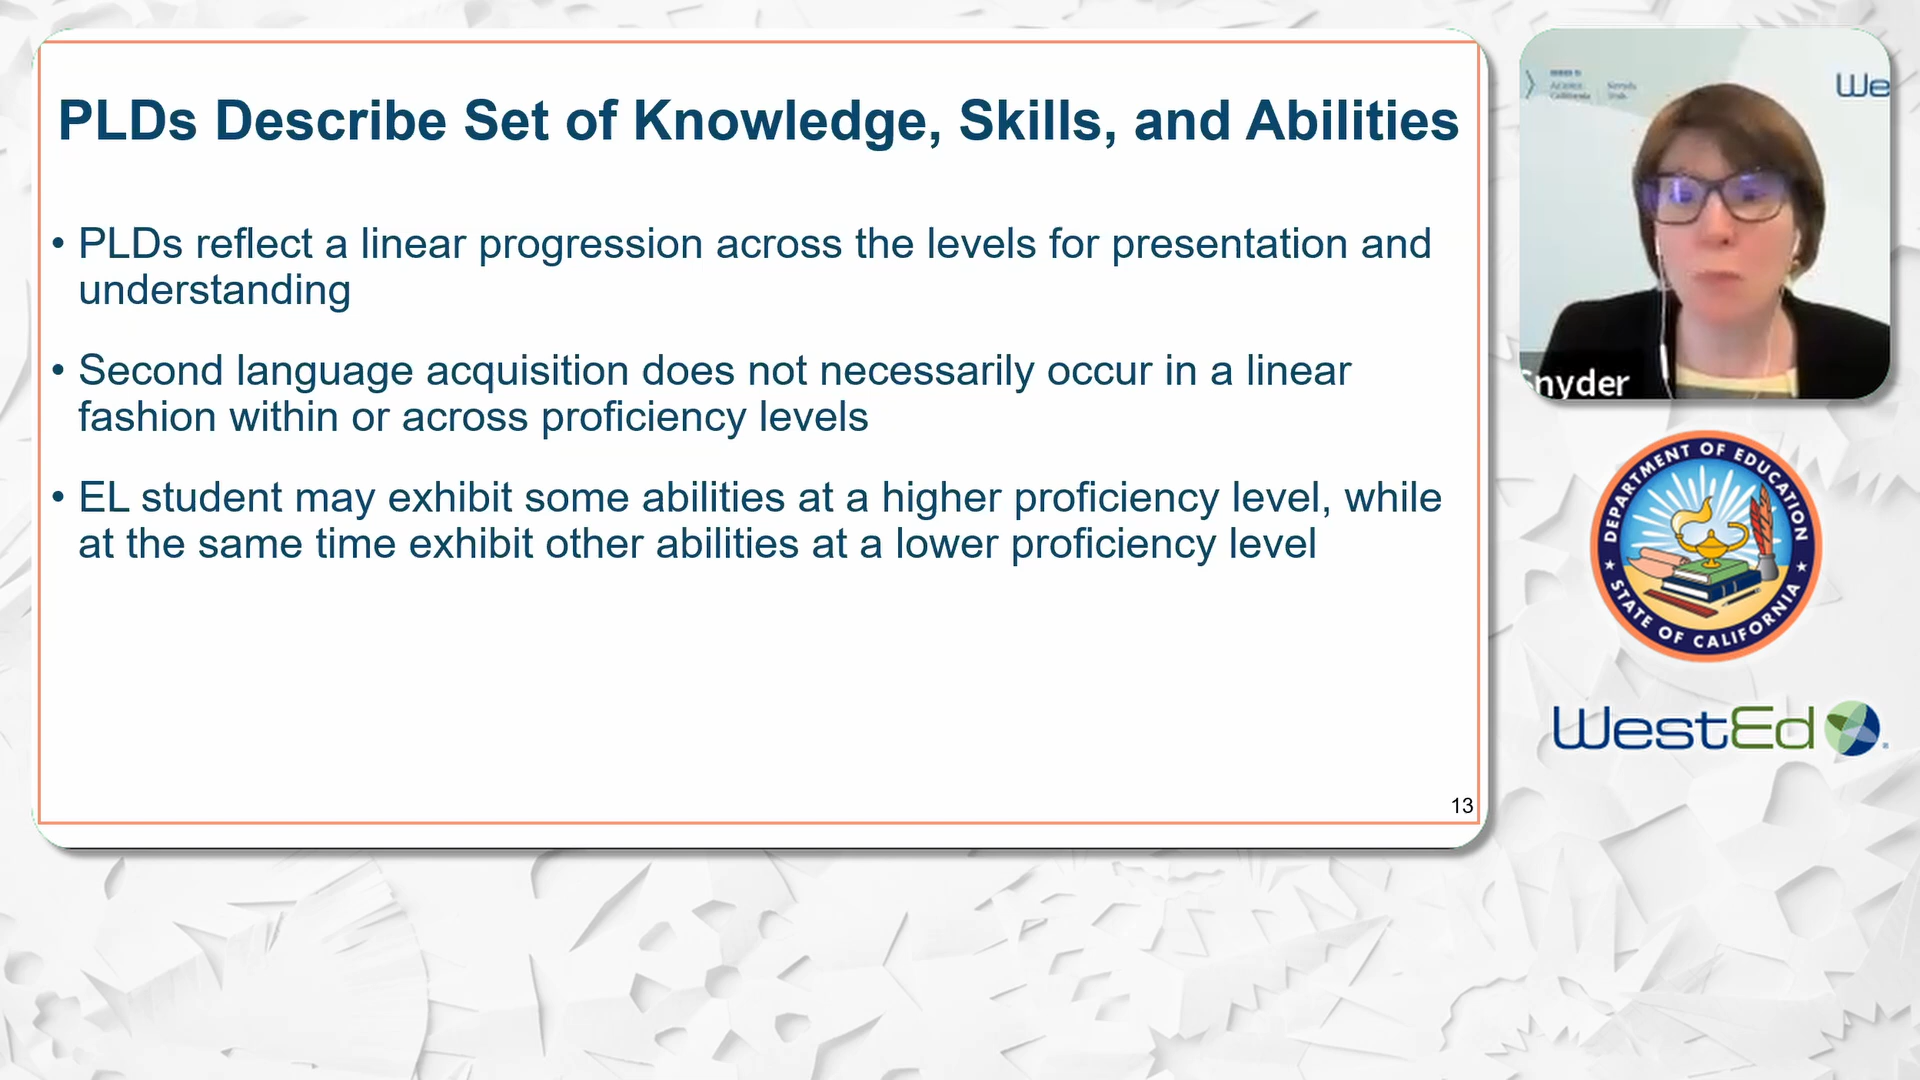 PLDs Describe Set of Knowledge, Skills, and Abilities
• PLDs reflect a linear progression across the levels for presentation and
understanding
• Second language acquisition does not necessarily occur in a linear
fashion within or across proficiency levels
• EL student may exhibit some abilities at a higher proficiency level, while
at the same time exhibit other abilities at a lower proficiency level
13
We
California
Snyder
DEPARTMENT OF EDUCATION
STATE OF CALIFORNIA
WestEd